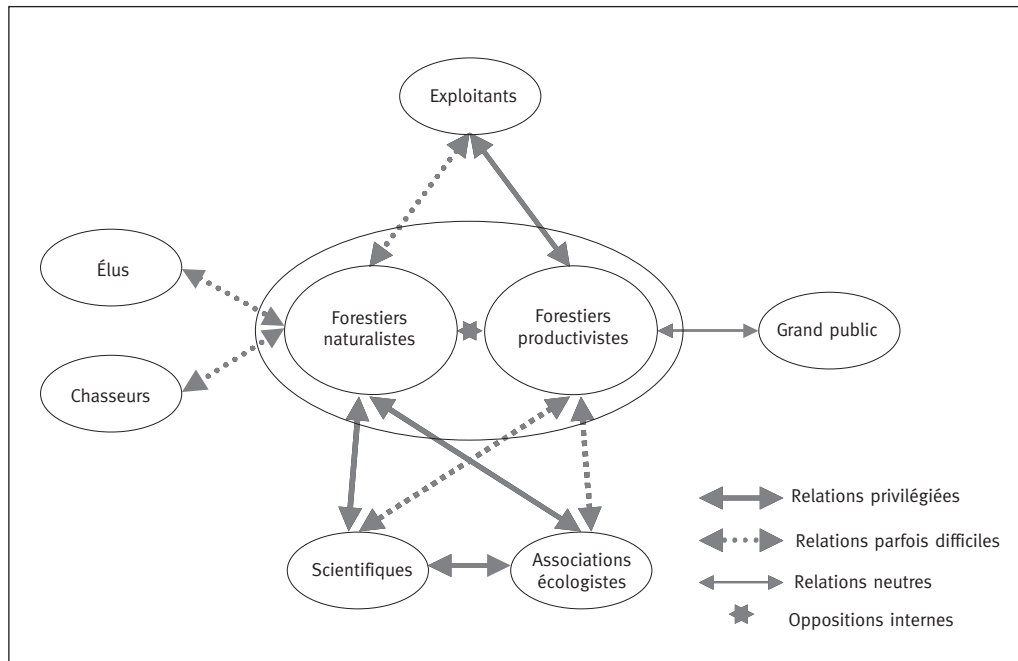 Exploitants
Élus
Forestiers
naturalistes
Forestiers
productivistes
Grand public
Chasseurs
Relations privilégiées
Relations parfois difficiles
Scientifiques
Associations
écologistes
Relations neutres
Oppositions internes